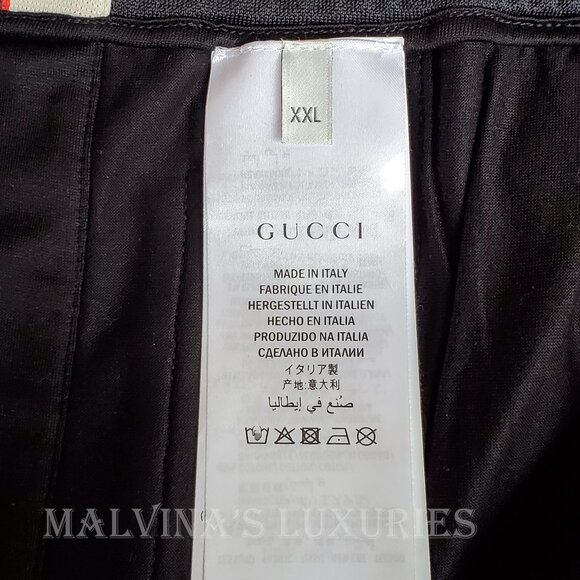 XXL
GUCCI
MADE IN ITALY
FABRIQUE EN ITALIE
HERGESTELLT IN ITALIEN
HECHO EN ITALIA
PRODUZIDO NA ITALIA
СДЕЛАНО В ИТАЛИИ
イタリア製
产地:意大利
صُنع في إيطاليا
MALVINA'S LUXURIES